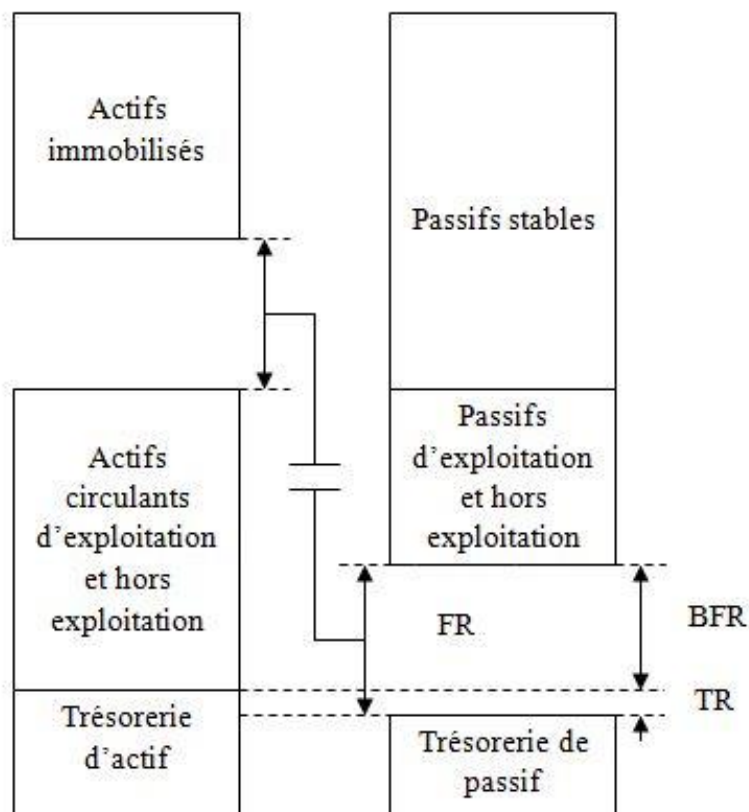 Actifs
immobilisés
Passifs stables
Actifs
circulants
d'exploitation
et hors
exploitation
Passifs
d'exploitation
et hors
exploitation
FR
BFR
TR
Trésorerie
d'actif
Trésorerie de
passif